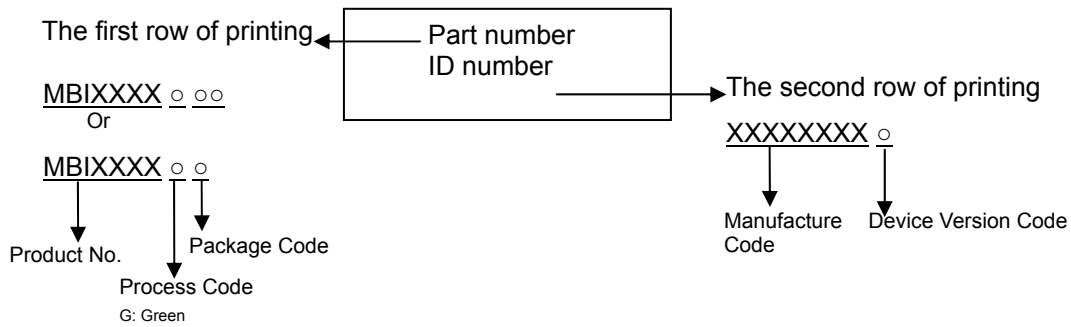 The first row of printing
Part number
ID number
MBIXXXX ○ ○○
Or
MBIXXXX ○ ○
Product No.
Package Code
Process Code
G: Green
The second row of printing
XXXXXXXX ○
Manufacture
Code
Device Version Code